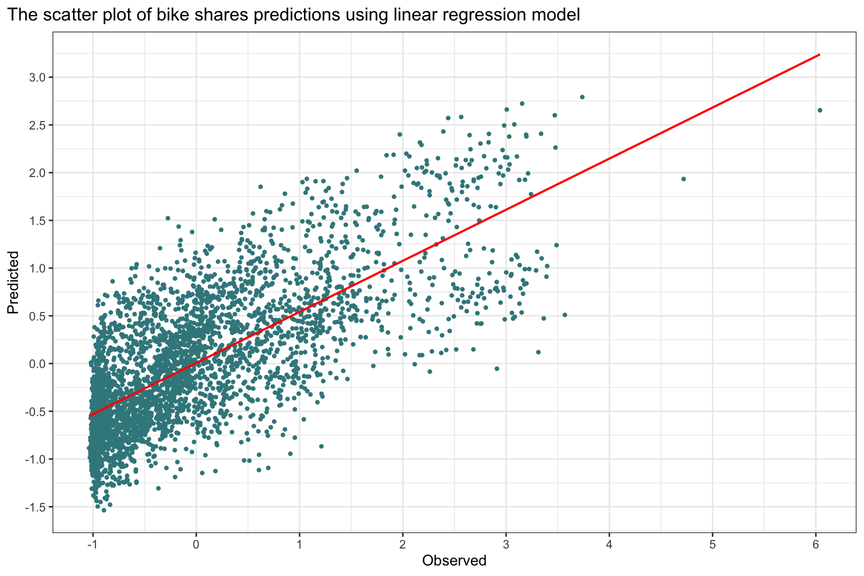 The scatter plot of bike shares predictions using linear regression model
3.0
2.5
2.0
1.5
1.0
0.5
0.0
-0.5
-1.0
-1.5
Predicted
-1 0 1 2 3 4 5 6
Observed